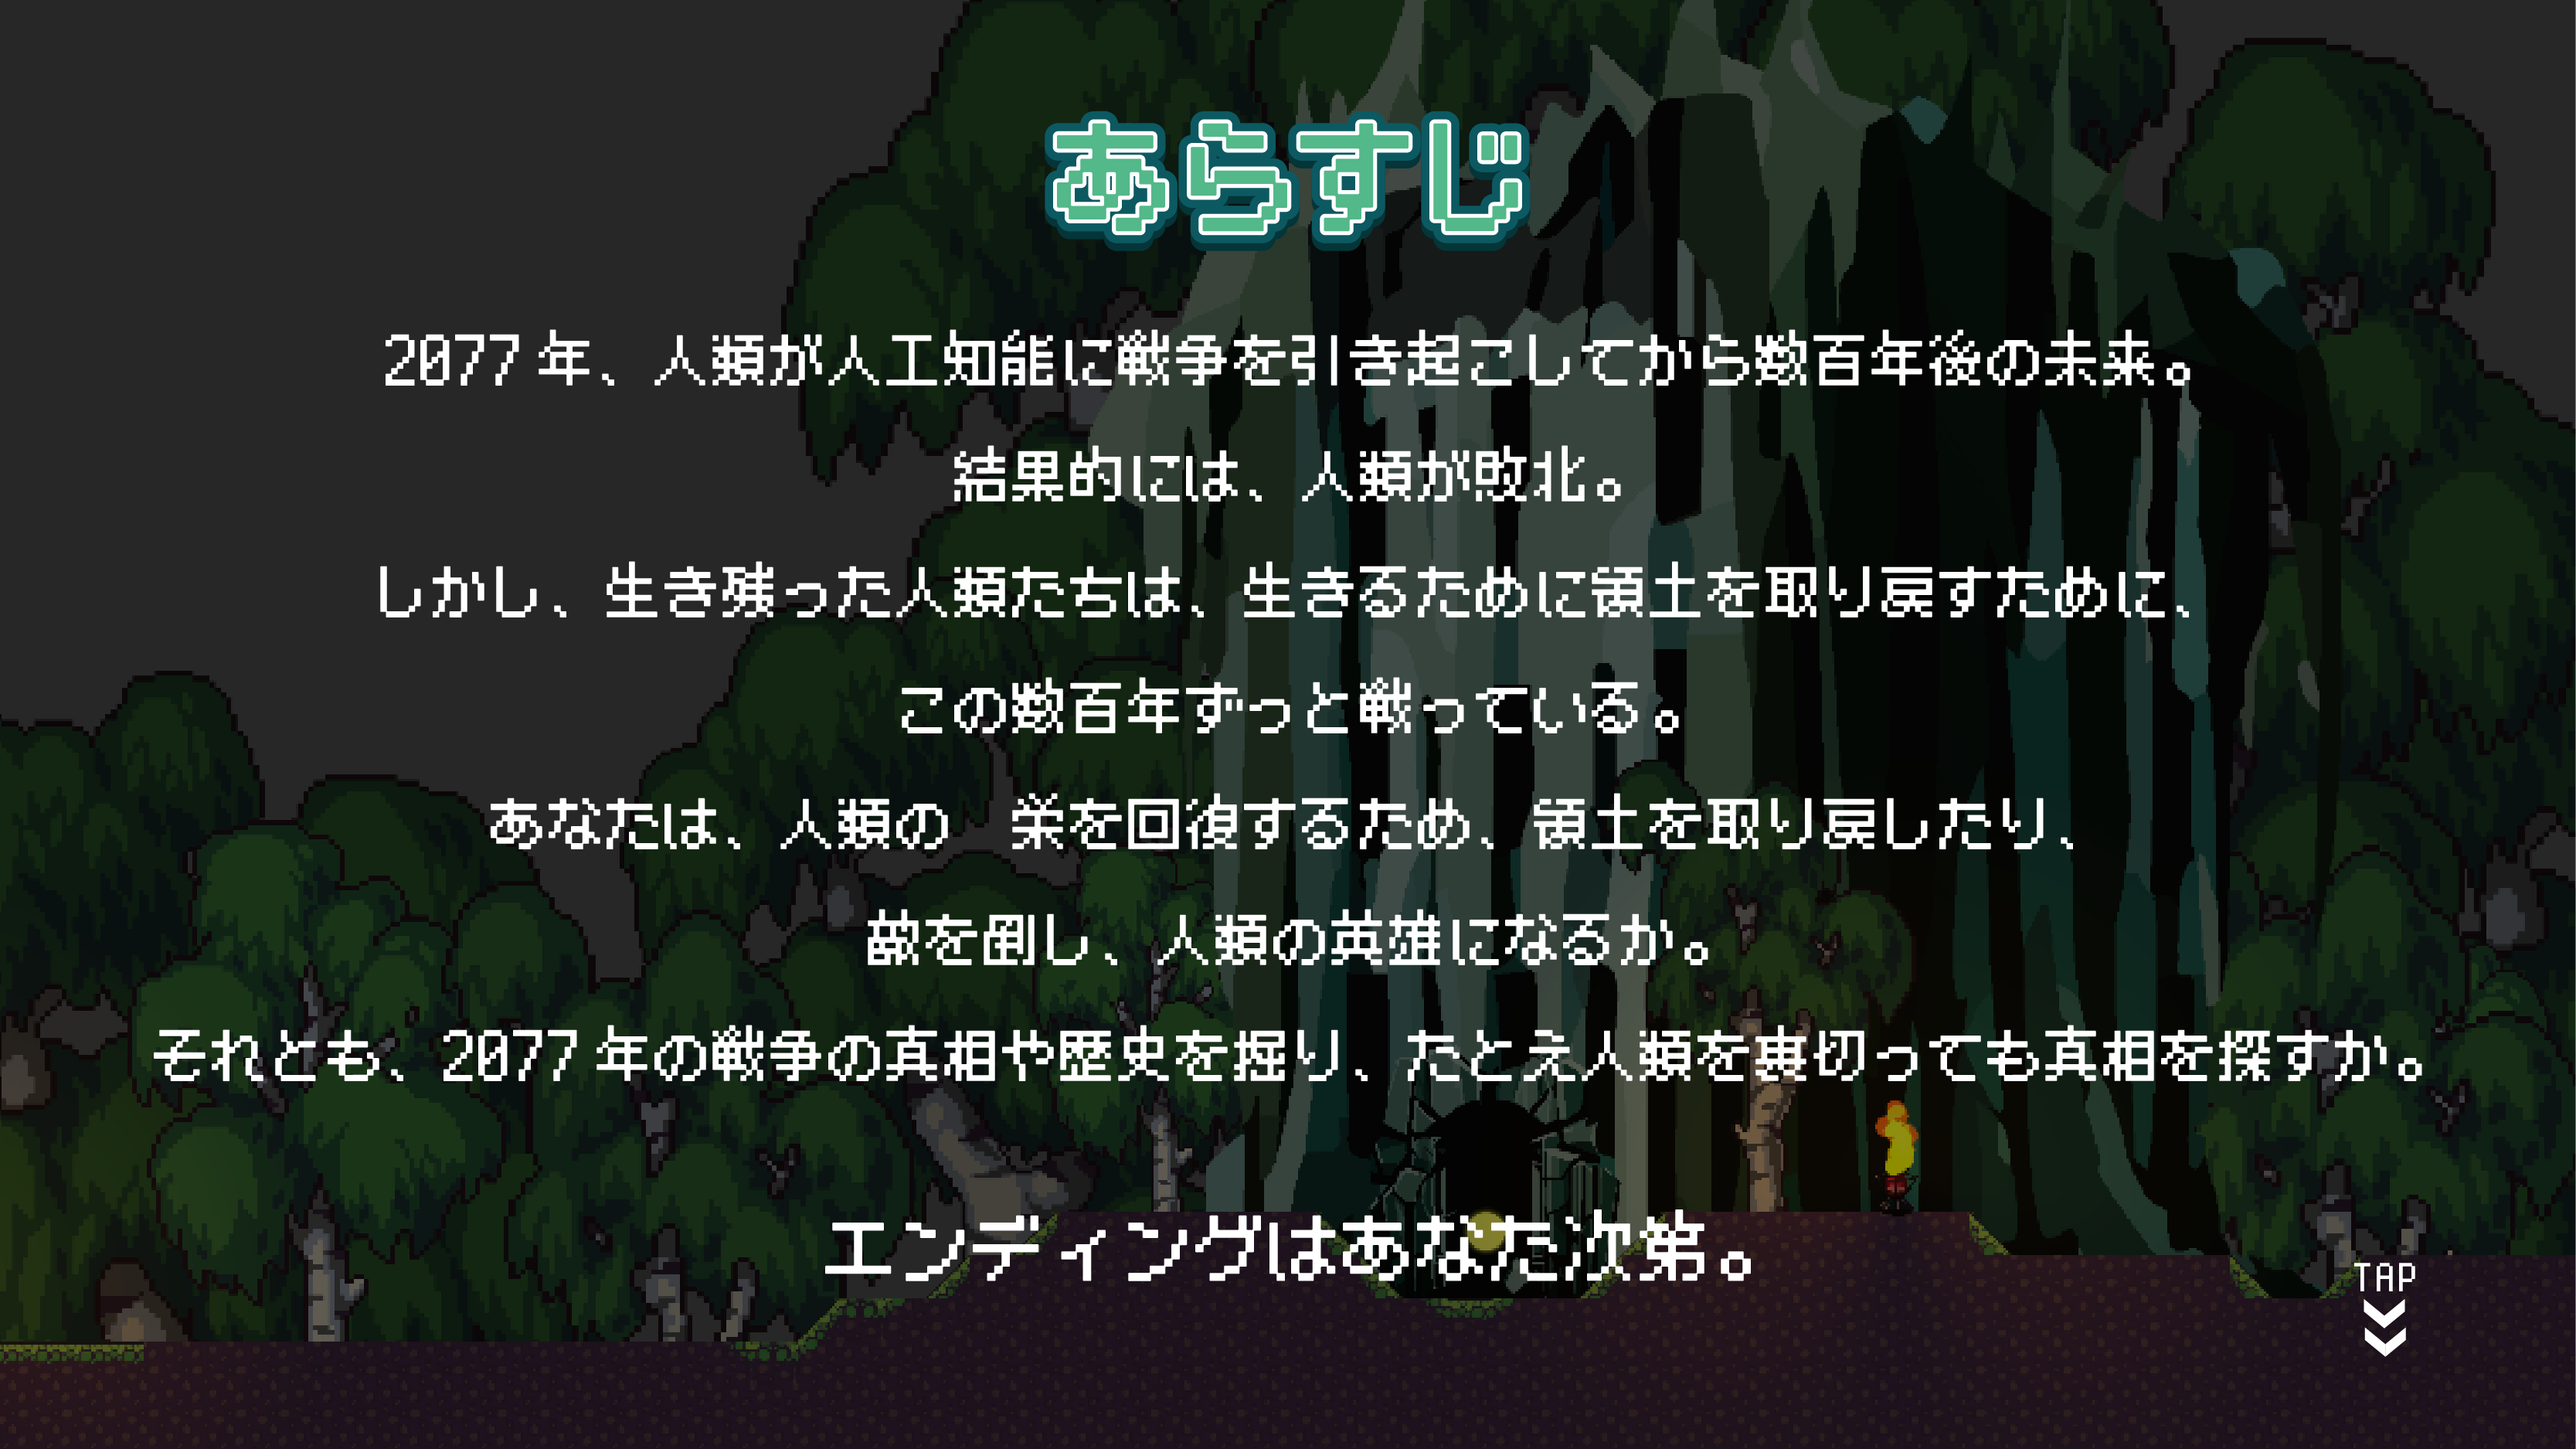 あらすじ
2077年、人類が人工知能に戦争を引き起こしてから数百年後の未来。
結果的には、人類が敗北。
しかし、生き残った人類たちは、生きるために領土を取り戻すために、
この数百年ずっと戦っている。
あなたは、人類の 栄を回復するため、領土を取り戻したり、
敵を倒し、人類の英雄になるか。
それとも、2077年の戦争の真相や歴史を掘り、たとえ人類を裏切っても真相を探すか。
エンディングはあなた次第。
TAP